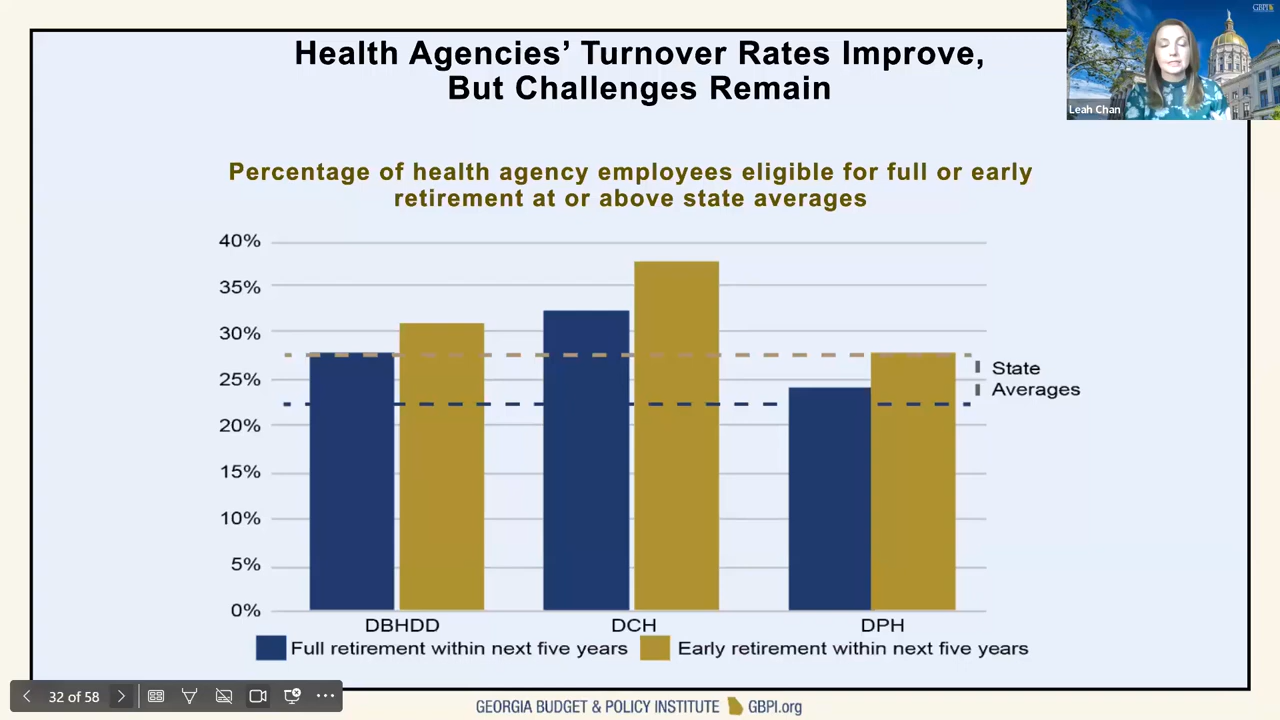 Health Agencies’ Turnover Rates Improve,
But Challenges Remain
GBPI
Leah Chan
Percentage of health agency employees eligible for full or early
retirement at or above state averages
40%
35%
30%
25%
20%
15%
10%
5%
0%
State
Averages
DBHDD DCH DPH
Full retirement within next five years Early retirement within next five years
32 of 58
GEORGIA BUDGET & POLICY INSTITUTE GBPI.org